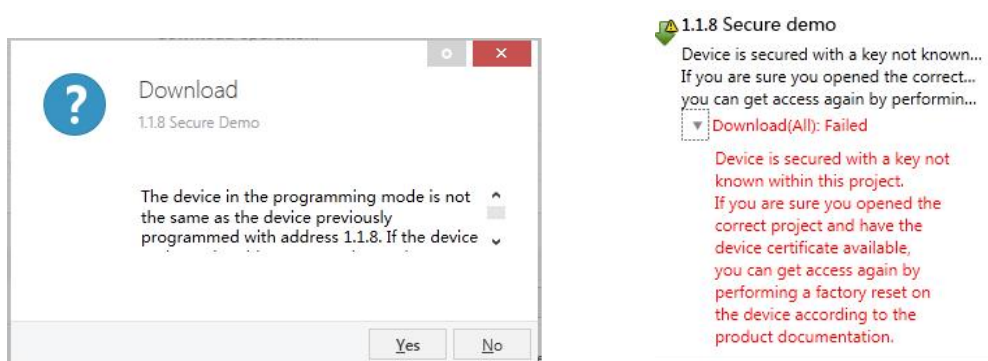 Download
1.1.8 Secure Demo
The device in the programming mode is not
the same as the device previously
programmed with address 1.1.8. If the device
Yes
No
1.1.8 Secure demo
Device is secured with a key not known...
If you are sure you opened the correct...
you can get access again by performin...
Download(All): Failed
Device is secured with a key not
known within this project.
If you are sure you opened the
correct project and have the
device certificate available,
you can get access again by
performing a factory reset on
the device according to the
product documentation.